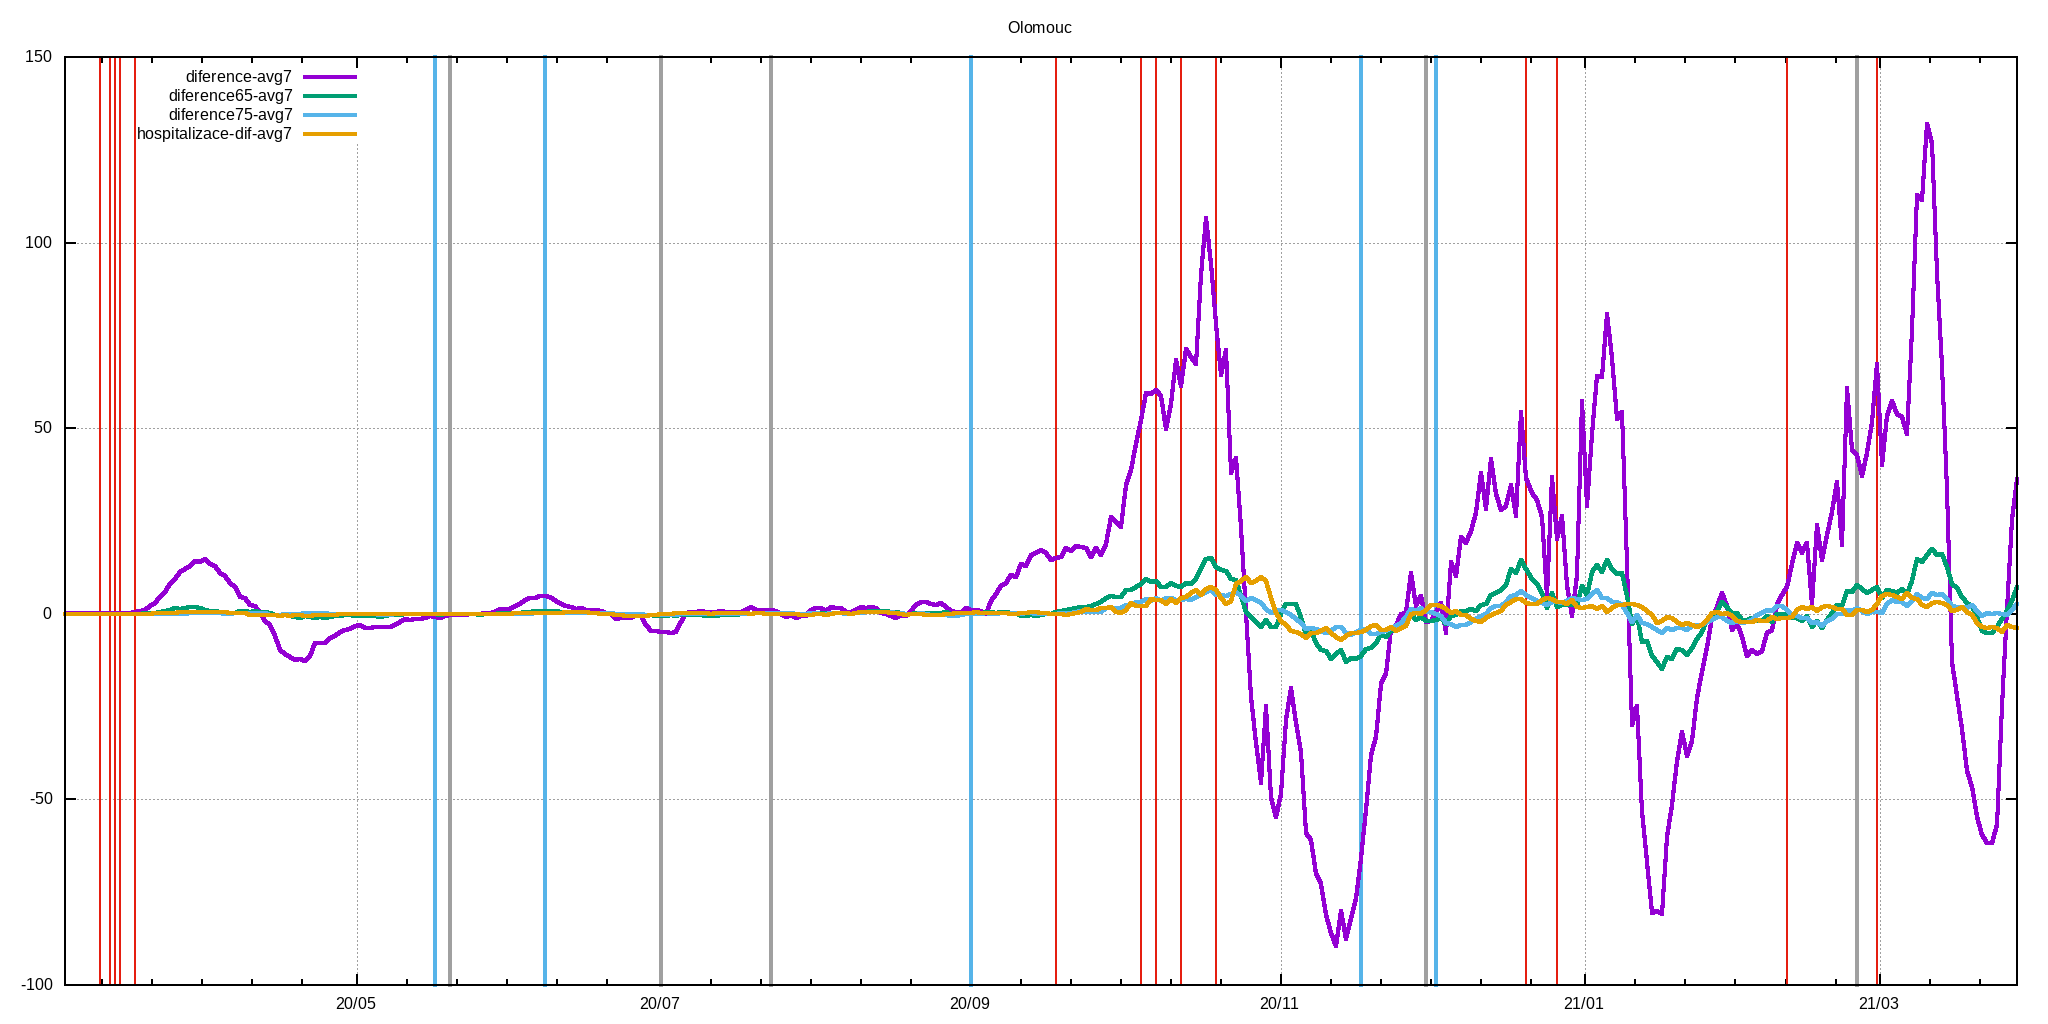 Olomouc
150
100
50
0
-50
-100
diference-avg7
diference65-avg7
diference75-avg7
hospitalizace-dif-avg7
20/05 20/07 20/09 20/11 21/01 21/03